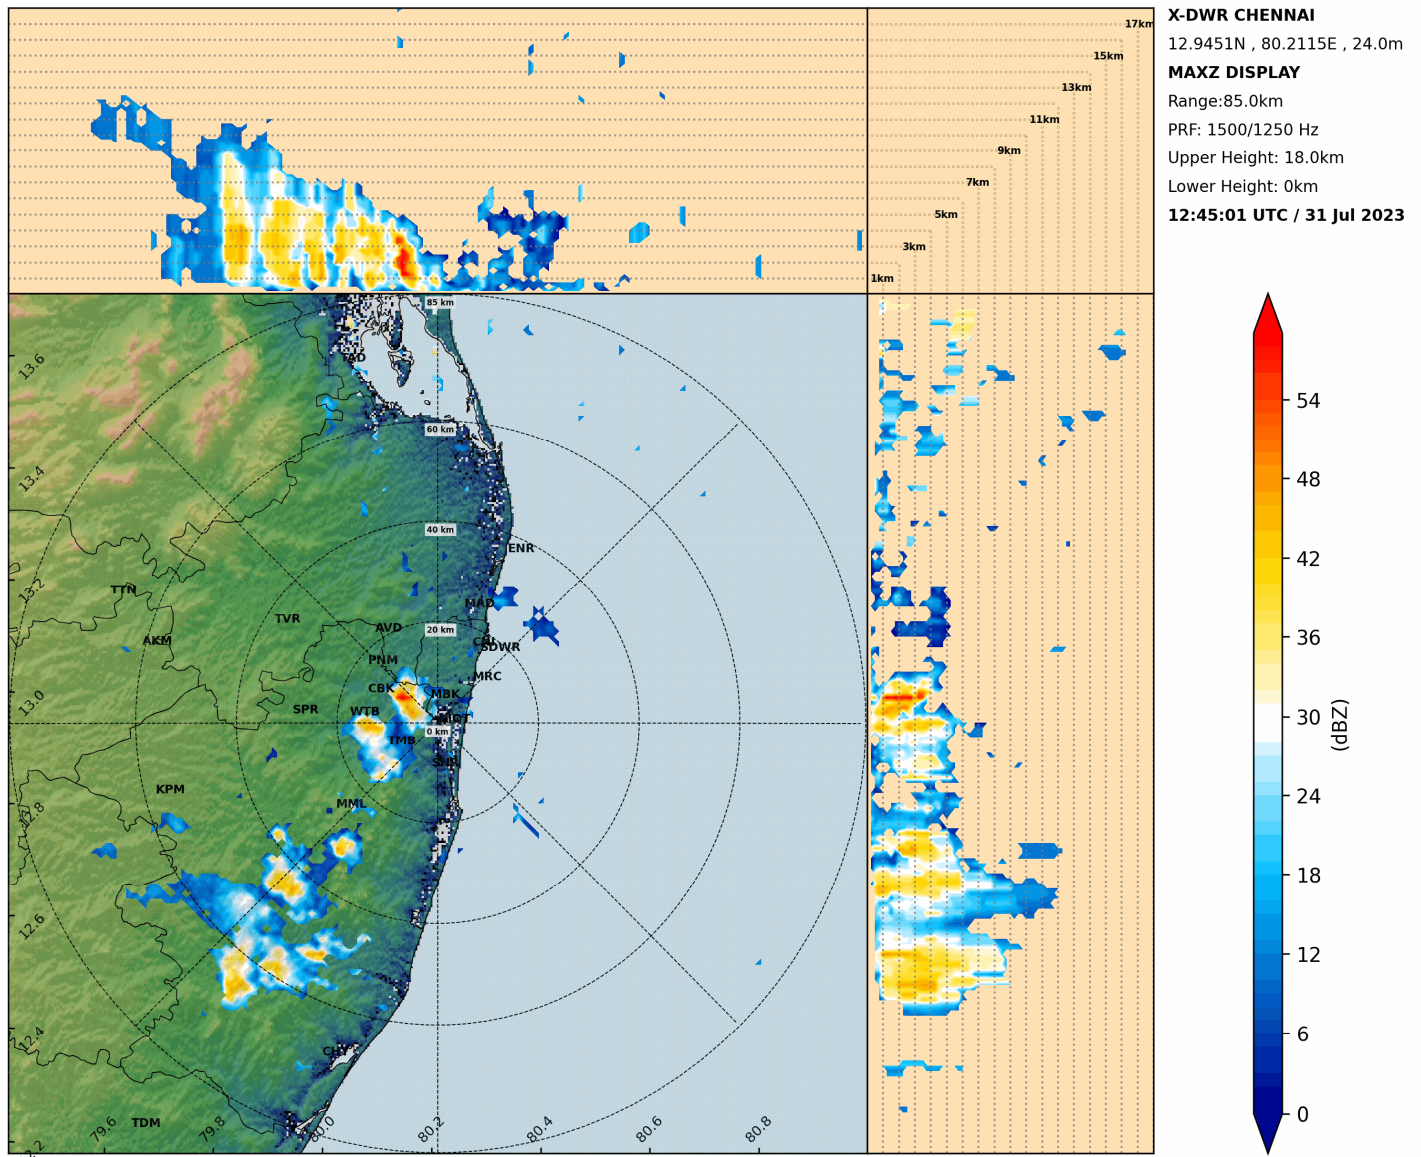 X-DWR CHENNAI
12.9451N , 80.2115E , 24.0m
MAXZ DISPLAY
Range:85.0km
PRF: 1500/1250 Hz
Upper Height: 18.0km
Lower Height: 0km
12:45:01 UTC / 31 Jul 2023
17km
15km
13km
11km
9km
7km
5km
3km
1km
85 km
TAD
13.6
60 km
13.4
40 km
ENR
13.2
TTN
MAD
TVR
AVD
20 km
AKM
SDWR
PNM
MRC
CBK
MBK
13.0
SPR
WTB
0 km
TMB
KPM
MML
12.8
12.6
12.4
CHY
TDM
79.6
79.8
80.0
80.2
80.4
80.6
80.8
54
48
42
36
30
24
18
12
6
0
(dBZ)